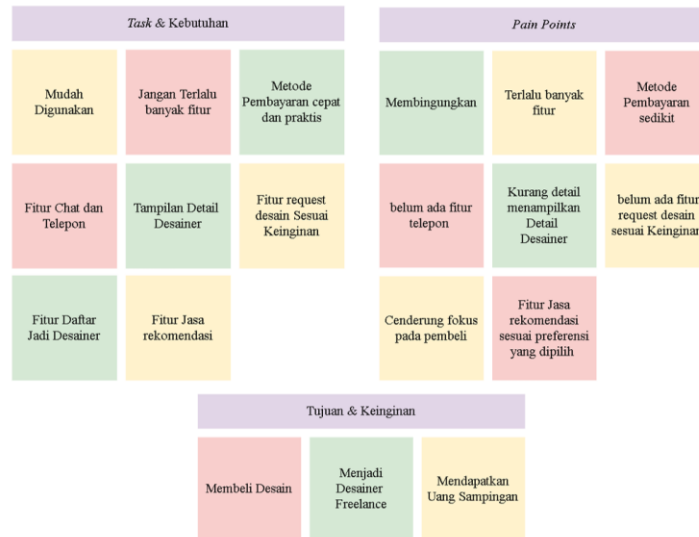 Task & Kebutuhan
Mudah
Digunakan
Jangan Terlalu
banyak fitur
Metode
Pembayaran cepat
dan praktis
Fitur Chat dan
Telepon
Tampilan Detail
Desainer
Fitur request
desain Sesuai
Keinginan
Fitur Daftar
Jadi Desainer
Fitur Jasa
rekomendasi
Pain Points
Membingungkan
Terlalu banyak
fitur
Metode
Pembayaran
sedikit
belum ada fitur
telepon
Kurang detail
menampilkan
Detail
Desainer
belum ada fitur
request desain
sesuai Keinginan
Cenderung fokus
pada pembeli
Fitur Jasa
rekomendasi
sesuai preferensi
yang dipilih
Tujuan & Keinginan
Membeli Desain
Menjadi
Desainer
Freelance
Mendapatkan
Uang Sampingan